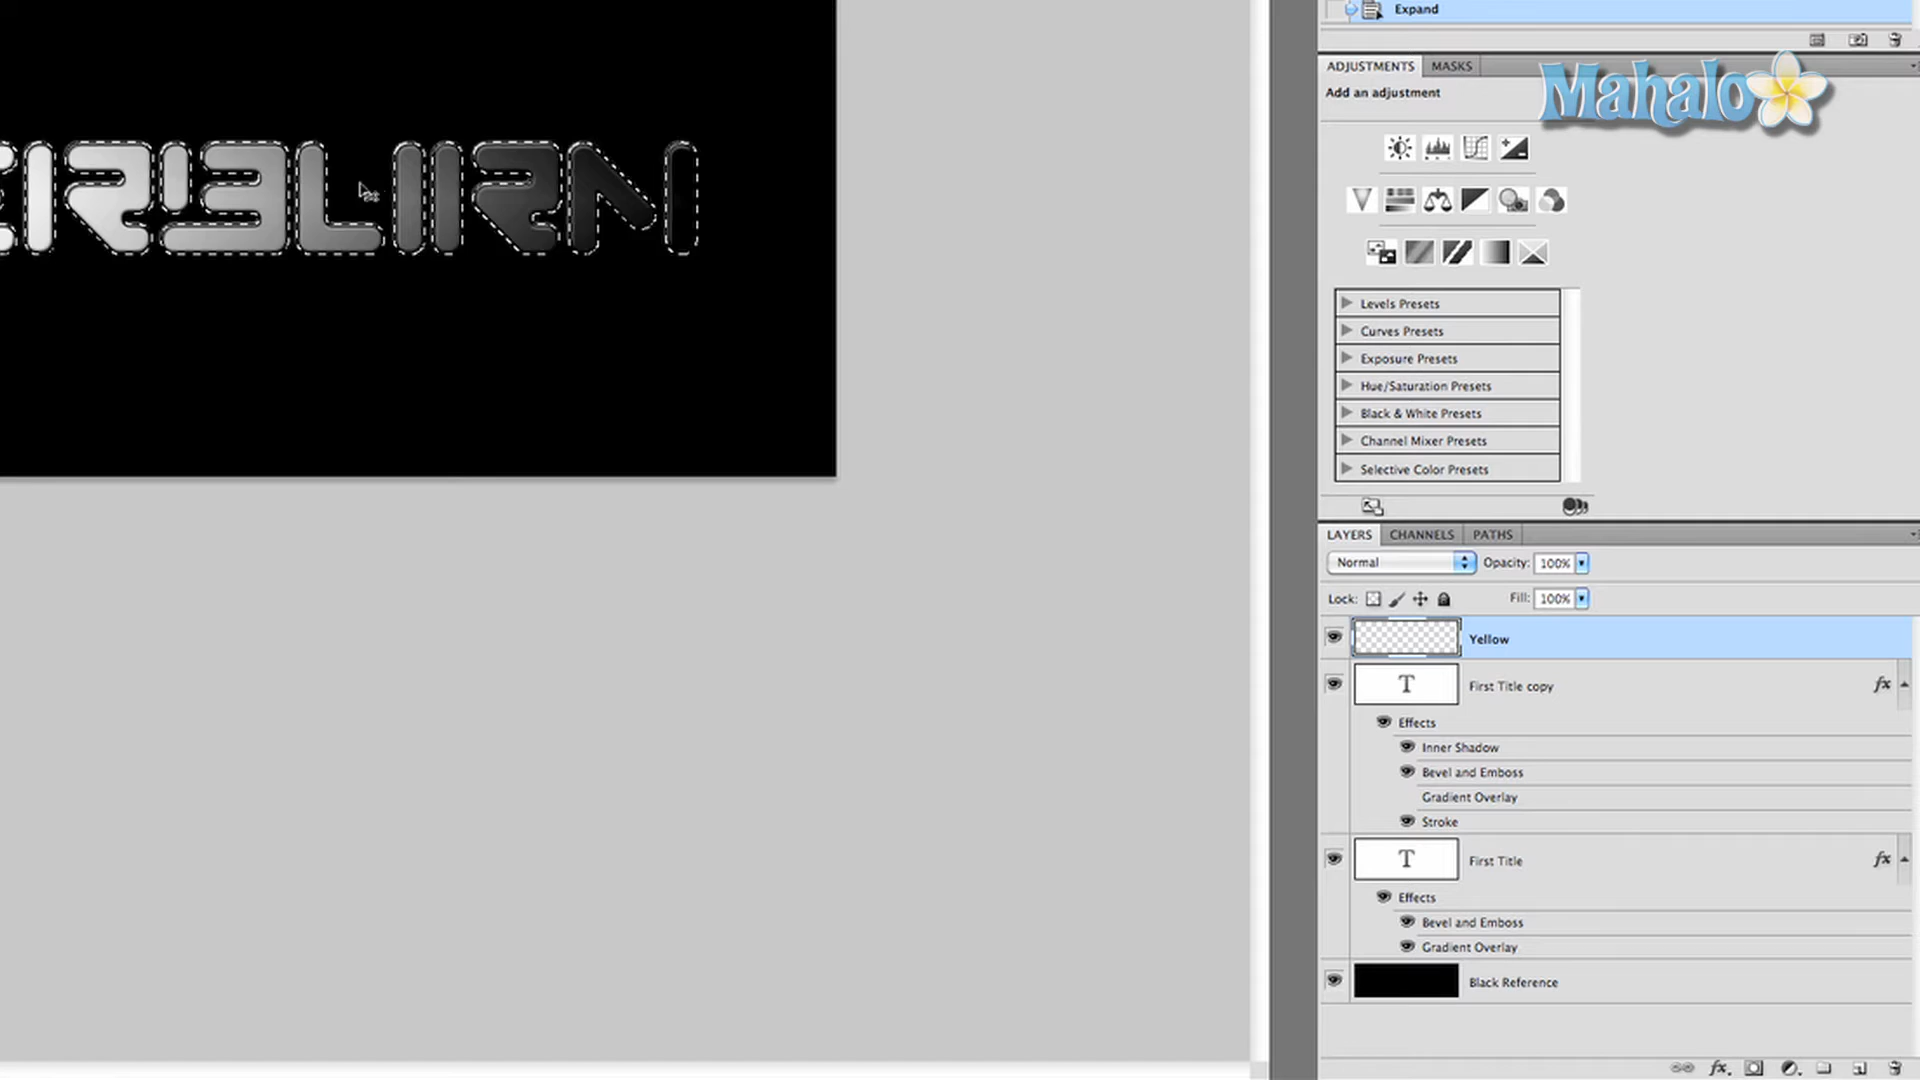 Expand
ADJUSTMENTS MASKS
Mahalo
Add an adjustment
Levels Presets
Curves Presets
Exposure Presets
Hue/Saturation Presets
Black & White Presets
Channel Mixer Presets
Selective Color Presets
LAYERS CHANNELS PATHS
Normal Opacity: 100%
Lock: Fill: 100%
Yellow
T First Title copy fx
Effects
Inner Shadow
Bevel and Emboss
Gradient Overlay
Stroke
T First Title fx
Effects
Bevel and Emboss
Gradient Overlay
Black Reference
fx